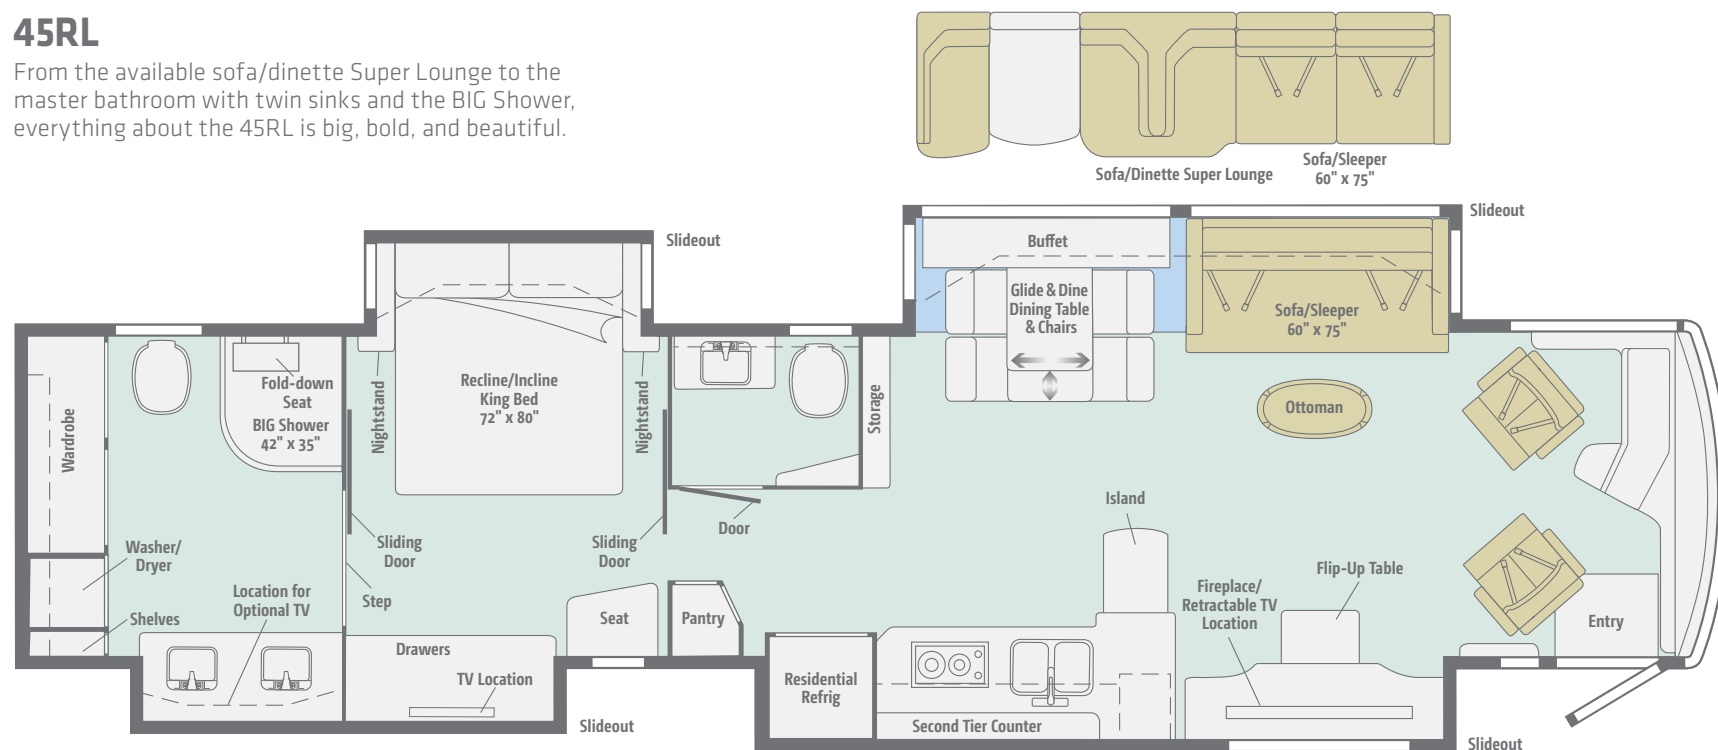 45RL
From the available sofa/dinette Super Lounge to the
master bathroom with twin sinks and the BIG Shower,
everything about the 45RL is big, bold, and beautiful.
Sofa/Dinette Super Lounge
Sofa/Sleeper
60" x 75"
Slideout
Slideout
Buffet
Glide & Dine
Dining Table
& Chairs
Sofa/Sleeper
60" x 75"
Ottoman
Fold-down
Seat
BIG Shower
42" x 35"
Wardrobe
Nightstand
Recline/Incline
King Bed
72" x 80"
Nightstand
Storage
Washer/
Dryer
Shelves
Location for
Optional TV
Sliding
Door
Step
Sliding
Door
Door
Island
Seat
Pantry
Drawers
TV Location
Residential
Refrig
Second Tier Counter
Fireplace/
Retractable TV
Location
Flip-Up Table
Entry
Slideout
Slideout